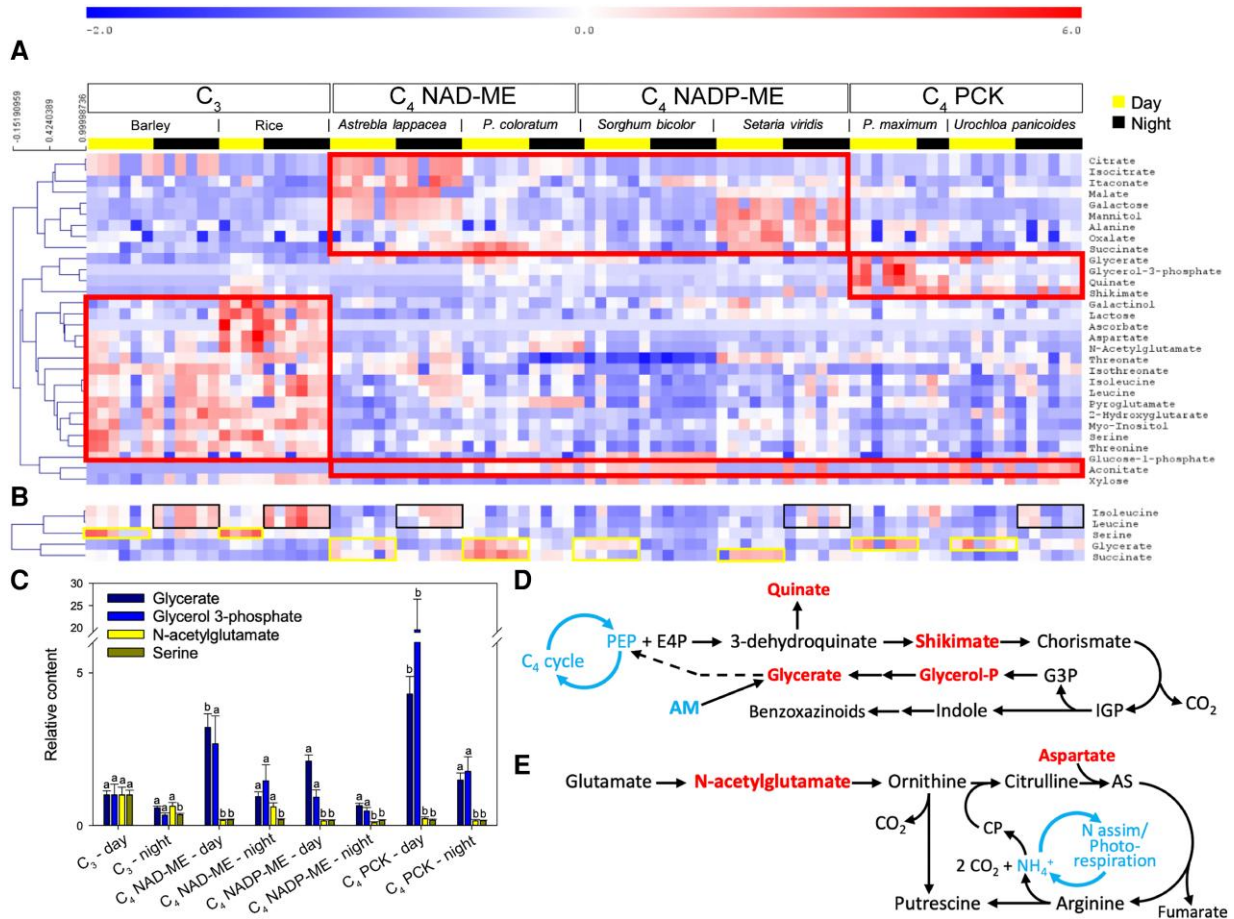 -2.0 0.0 6.0
A
-0.15190959
0.4240389
0.99998736
C3 C4 NAD-ME C4 NADP-ME C4 PCK
Day
Night
Barley | Rice | Astrebla lappacea | P. coloratum | Sorghum bicolor | Setaria viridis | P. maximum | Urochloa panicoides
Citrate
Isocitrate
Itaconate
Malate
Galactose
Mannitol
Alanine
Oxalate
Succinate
Glycerate
Glycerol-3-phosphate
Quinate
Shikimate
Galactinol
Lactose
Ascorbate
Aspartate
N-Acetylglutamate
Threonate
Isothreonate
Isoleucine
Leucine
Pyroglutamate
2-Hydroxyglutarate
Myo-Inositol
Serine
Threonine
Glucose-1-phosphate
Aconitate
Xylose
B
Isoleucine
Leucine
Serine
Glycerate
Succinate
C
Relative content
30
25
20
5
0
Glycerate
Glycerol 3-phosphate
N-acetylglutamate
Serine
a a a a
a a a b
b a b b
a a a b
a a b b
a a b b
b b b b
a a b b
C3 - day
C3 - night
C4 NAD-ME - day
C4 NAD-ME - night
C4 NADP-ME - day
C4 NADP-ME - night
C4 PCK - day
C4 PCK - night
D
Quinate
C4 cycle
PEP + E4P 3-dehydroquinate Shikimate Chorismate
Glycerate Glycerol-P G3P
AM
Benzoxazinoids Indole IGP CO2
E
Aspartate
Glutamate N-acetylglutamate Ornithine Citrulline AS
CO2
CP
N assim/
Photo-
respiration
2 CO2 + NH4+
Putrescine Arginine Fumarate